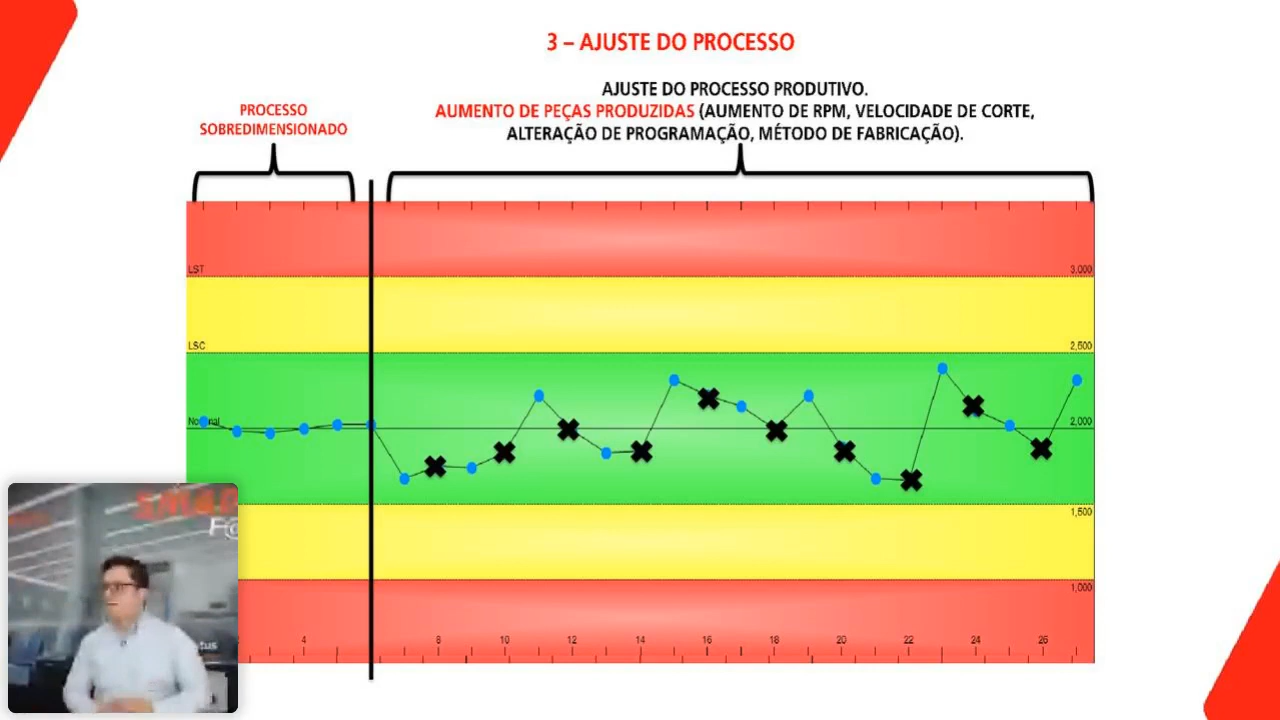 3 – AJUSTE DO PROCESSO
AJUSTE DO PROCESSO PRODUTIVO.
AUMENTO DE PEÇAS PRODUZIDAS (AUMENTO DE RPM, VELOCIDADE DE CORTE,
ALTERAÇÃO DE PROGRAMAÇÃO, MÉTODO DE FABRICAÇÃO).
PROCESSO
SOBREDIMENSIONADO
LST 3,000
LSC 2,500
2,000
1,500
1,000
4 8 10 12 14 16 18 20 22 24 26